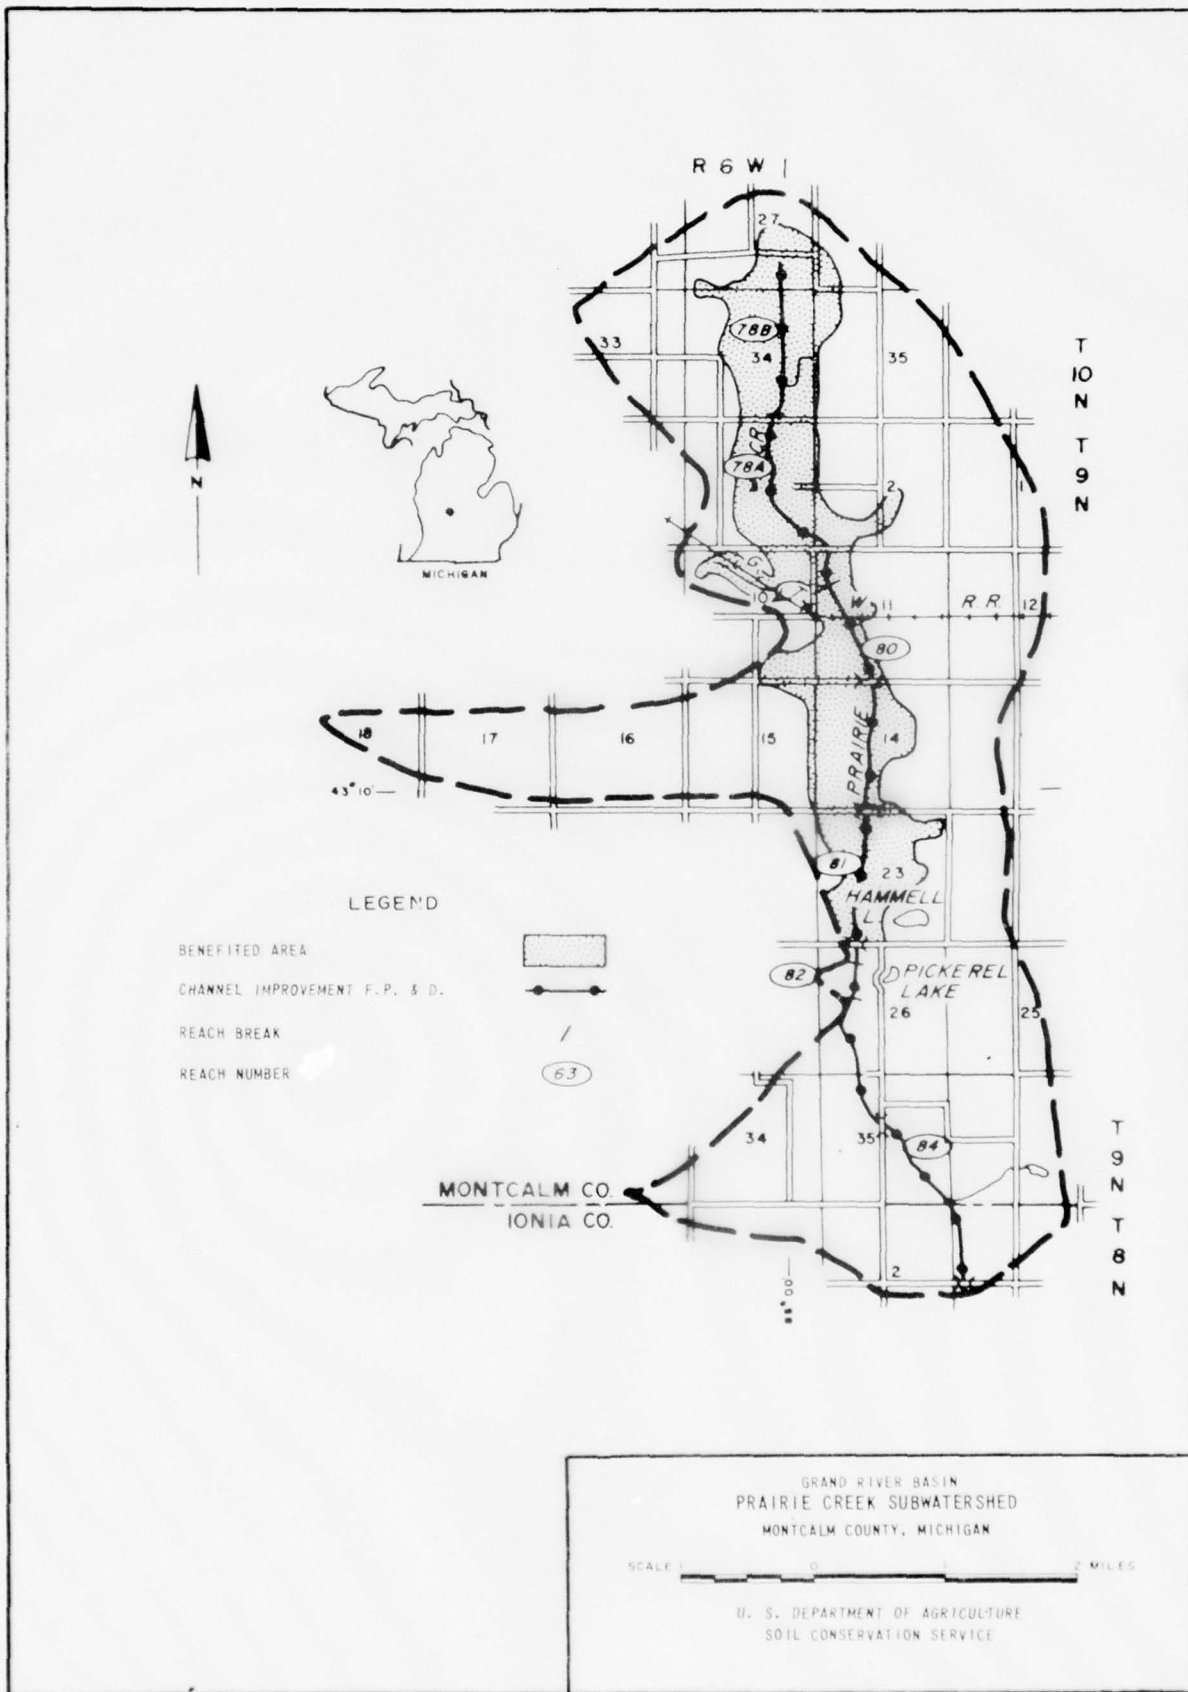 R 6 W
27
78B
33
34
35
T
10
N
T
9
N
CR.
78A
2
1
N
MICHIGAN
G.
10
W
11
R. R.
12
80
18
17
16
15
PRAIRIE
14
43° 10'
81
23
HAMMELL
L.
LEGEND
BENEFITED AREA
CHANNEL IMPROVEMENT F.P. & D.
REACH BREAK
REACH NUMBER
63
82
PICKEREL
LAKE
26
25
34
35
84
T
9
N
T
8
N
MONTCALM CO.
IONIA CO.
2
GRAND RIVER BASIN
PRAIRIE CREEK SUBWATERSHED
MONTCALM COUNTY, MICHIGAN
SCALE 1 0 1 2 MILES
U. S. DEPARTMENT OF AGRICULTURE
SOIL CONSERVATION SERVICE